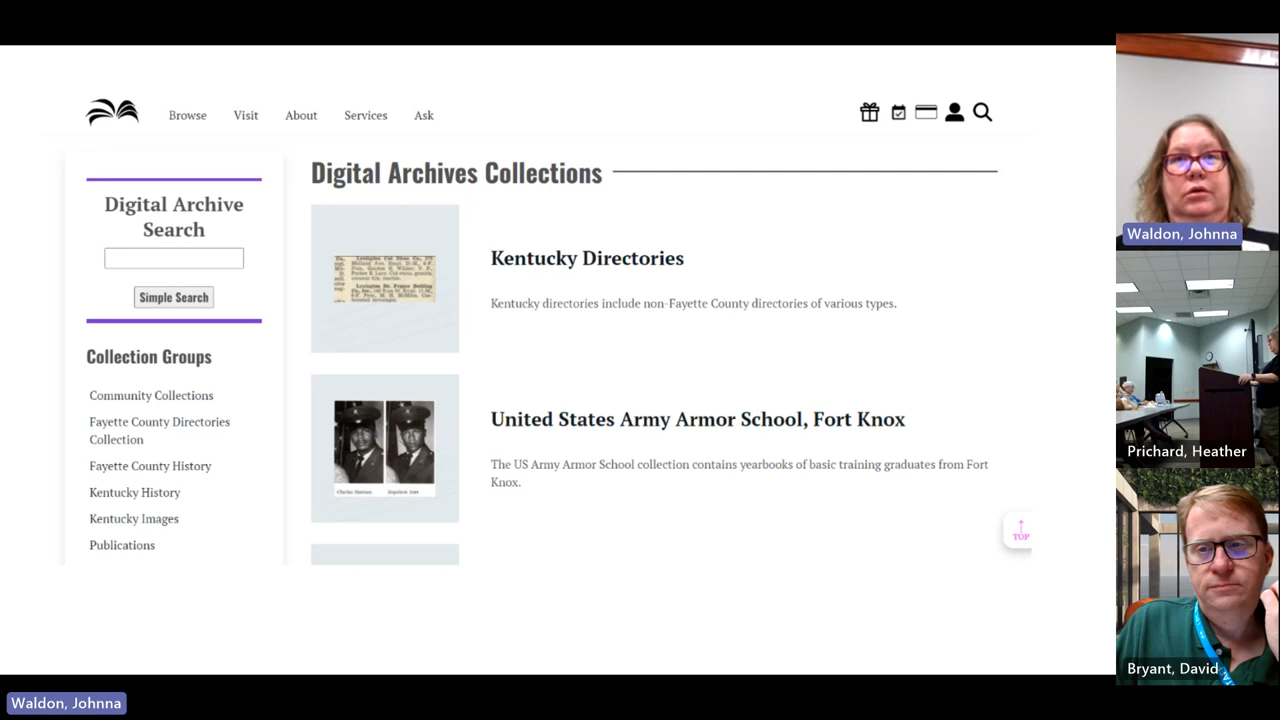 Browse Visit About Services Ask
Digital Archive
Search
Simple Search
Collection Groups
Community Collections
Fayette County Directories
Collection
Fayette County History
Kentucky History
Kentucky Images
Publications
Digital Archives Collections
Kentucky Directories
Kentucky directories include non-Fayette County directories of various types.
United States Army Armor School, Fort Knox
The US Army Armor School collection contains yearbooks of basic training graduates from Fort
Knox.
TOP
Waldon, Johnna
Prichard, Heather
Bryant, David
Waldon, Johnna